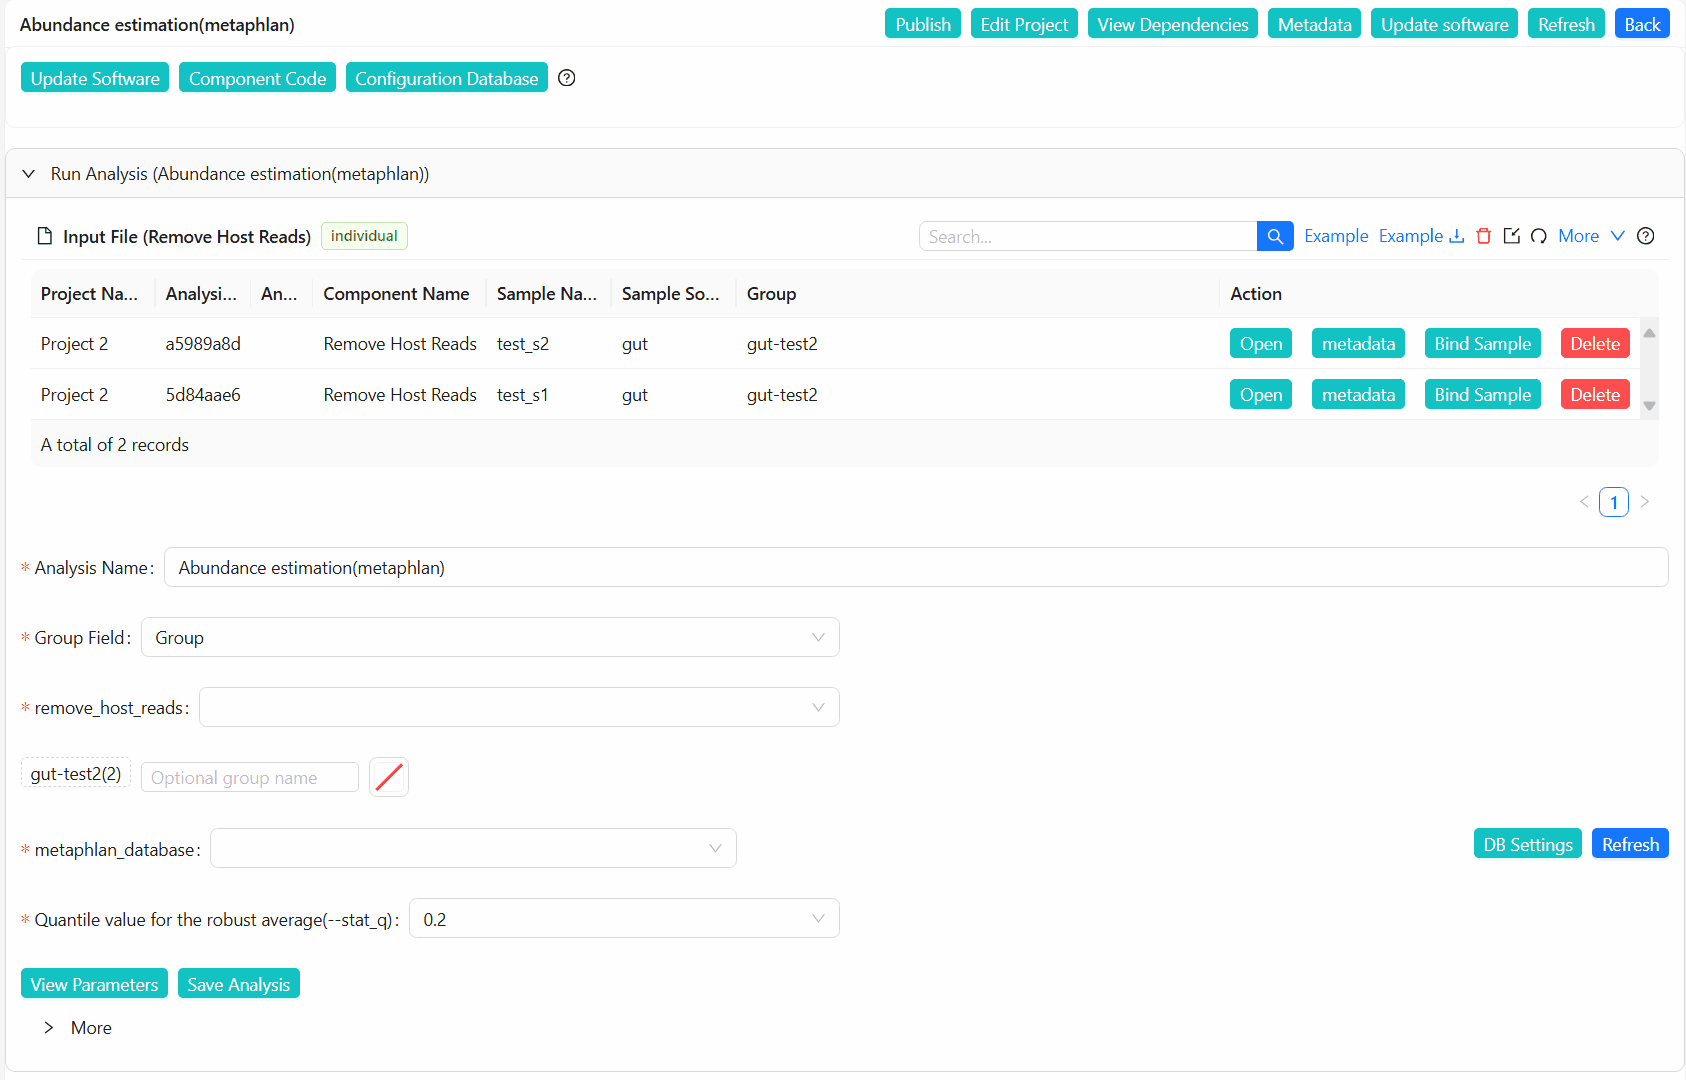 Abundance estimation(metaphlan) Publish Edit Project View Dependencies Metadata Update software Refresh Back
Update Software Component Code Configuration Database
Run Analysis (Abundance estimation(metaphlan))
Input File (Remove Host Reads) individual Search... Example Example More
Project Na... Analysi... An... Component Name Sample Na... Sample So... Group Action
Project 2 a5989a8d Remove Host Reads test_s2 gut gut-test2 Open metadata Bind Sample Delete
Project 2 5d84aae6 Remove Host Reads test_s1 gut gut-test2 Open metadata Bind Sample Delete
A total of 2 records
< 1 >
* Analysis Name: Abundance estimation(metaphlan)
* Group Field: Group
* remove_host_reads:
gut-test2(2) Optional group name
* metaphlan_database: DB Settings Refresh
* Quantile value for the robust average(--stat_q): 0.2
View Parameters Save Analysis
More